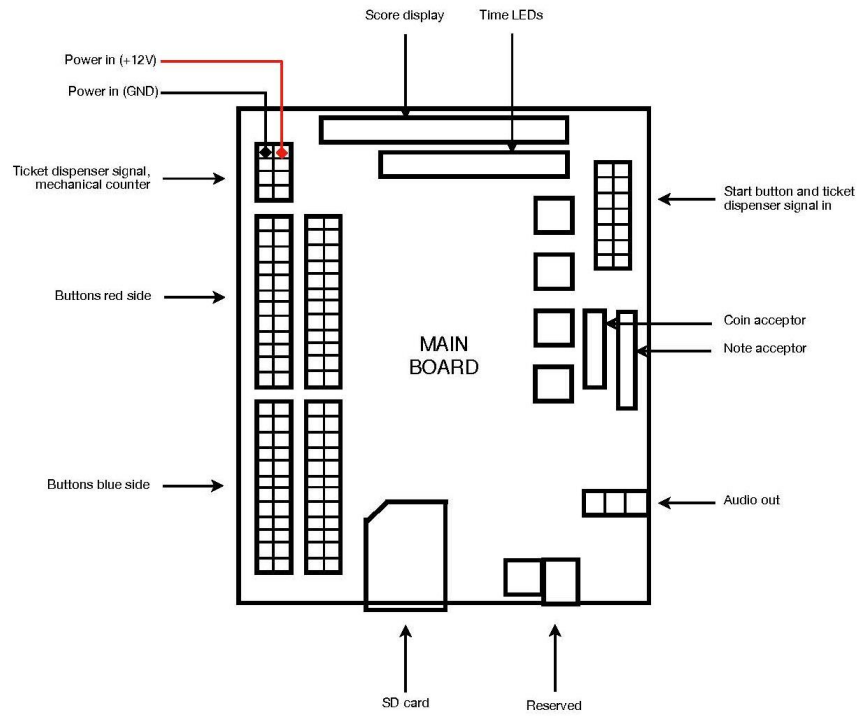 Score display
Time LEDs
Power in (+12V)
Power in (GND)
Ticket dispenser signal,
mechanical counter
Start button and ticket
dispenser signal in
Buttons red side
Coin acceptor
Note acceptor
MAIN
BOARD
Buttons blue side
Audio out
SD card
Reserved